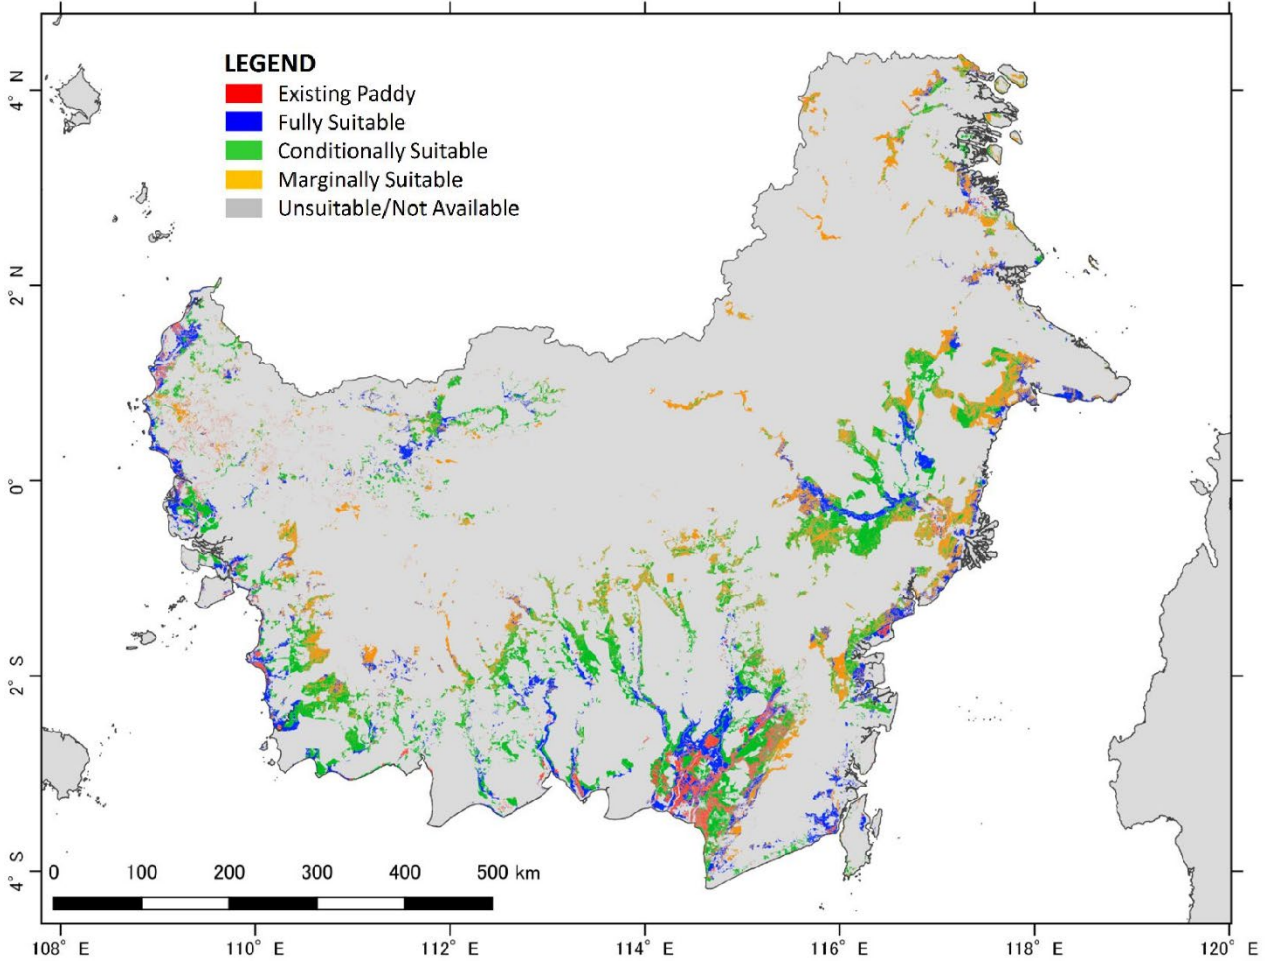 LEGEND
Existing Paddy
Fully Suitable
Conditionally Suitable
Marginally Suitable
Unsuitable/Not Available
4° N
2° N
0°
2° S
4° S
0 100 200 300 400 500 km
108° E 110° E 112° E 114° E 116° E 118° E 120° E